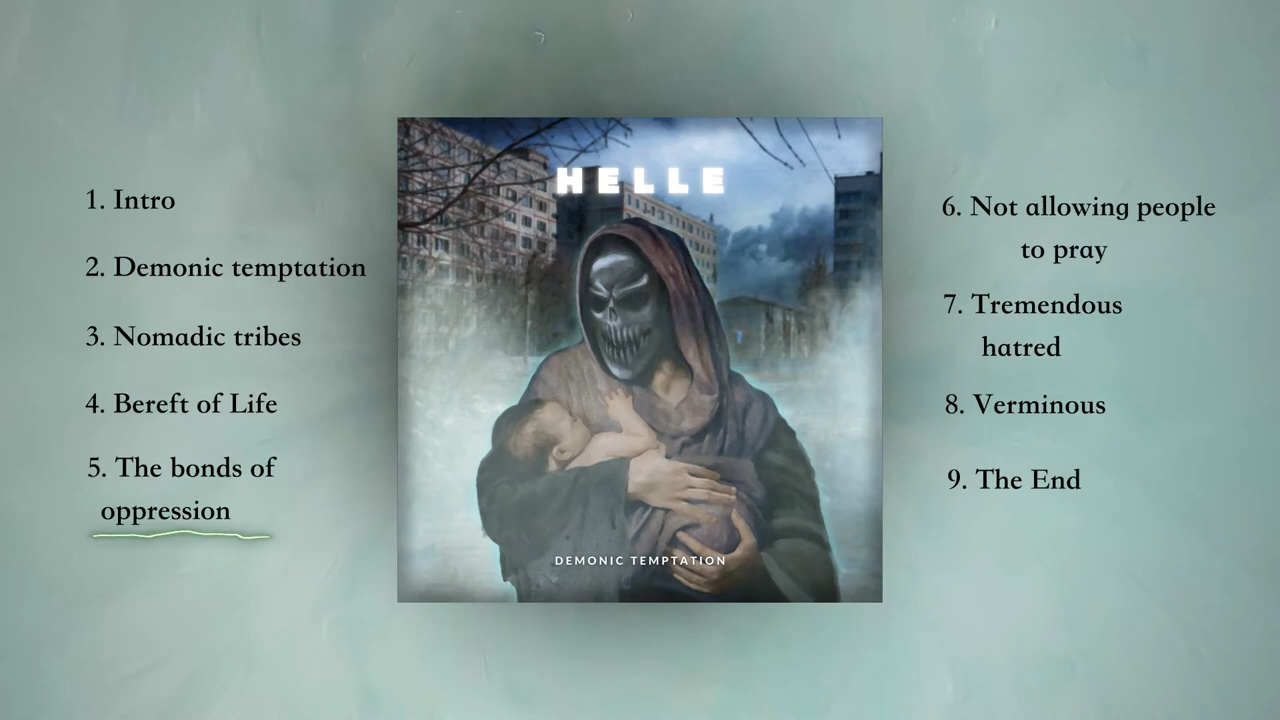 1. Intro
2. Demonic temptation
3. Nomadic tribes
4. Bereft of Life
5. The bonds of
oppression
HELLE
DEMONIC TEMPTATION
6. Not allowing people
to pray
7. Tremendous
hatred
8. Verminous
9. The End